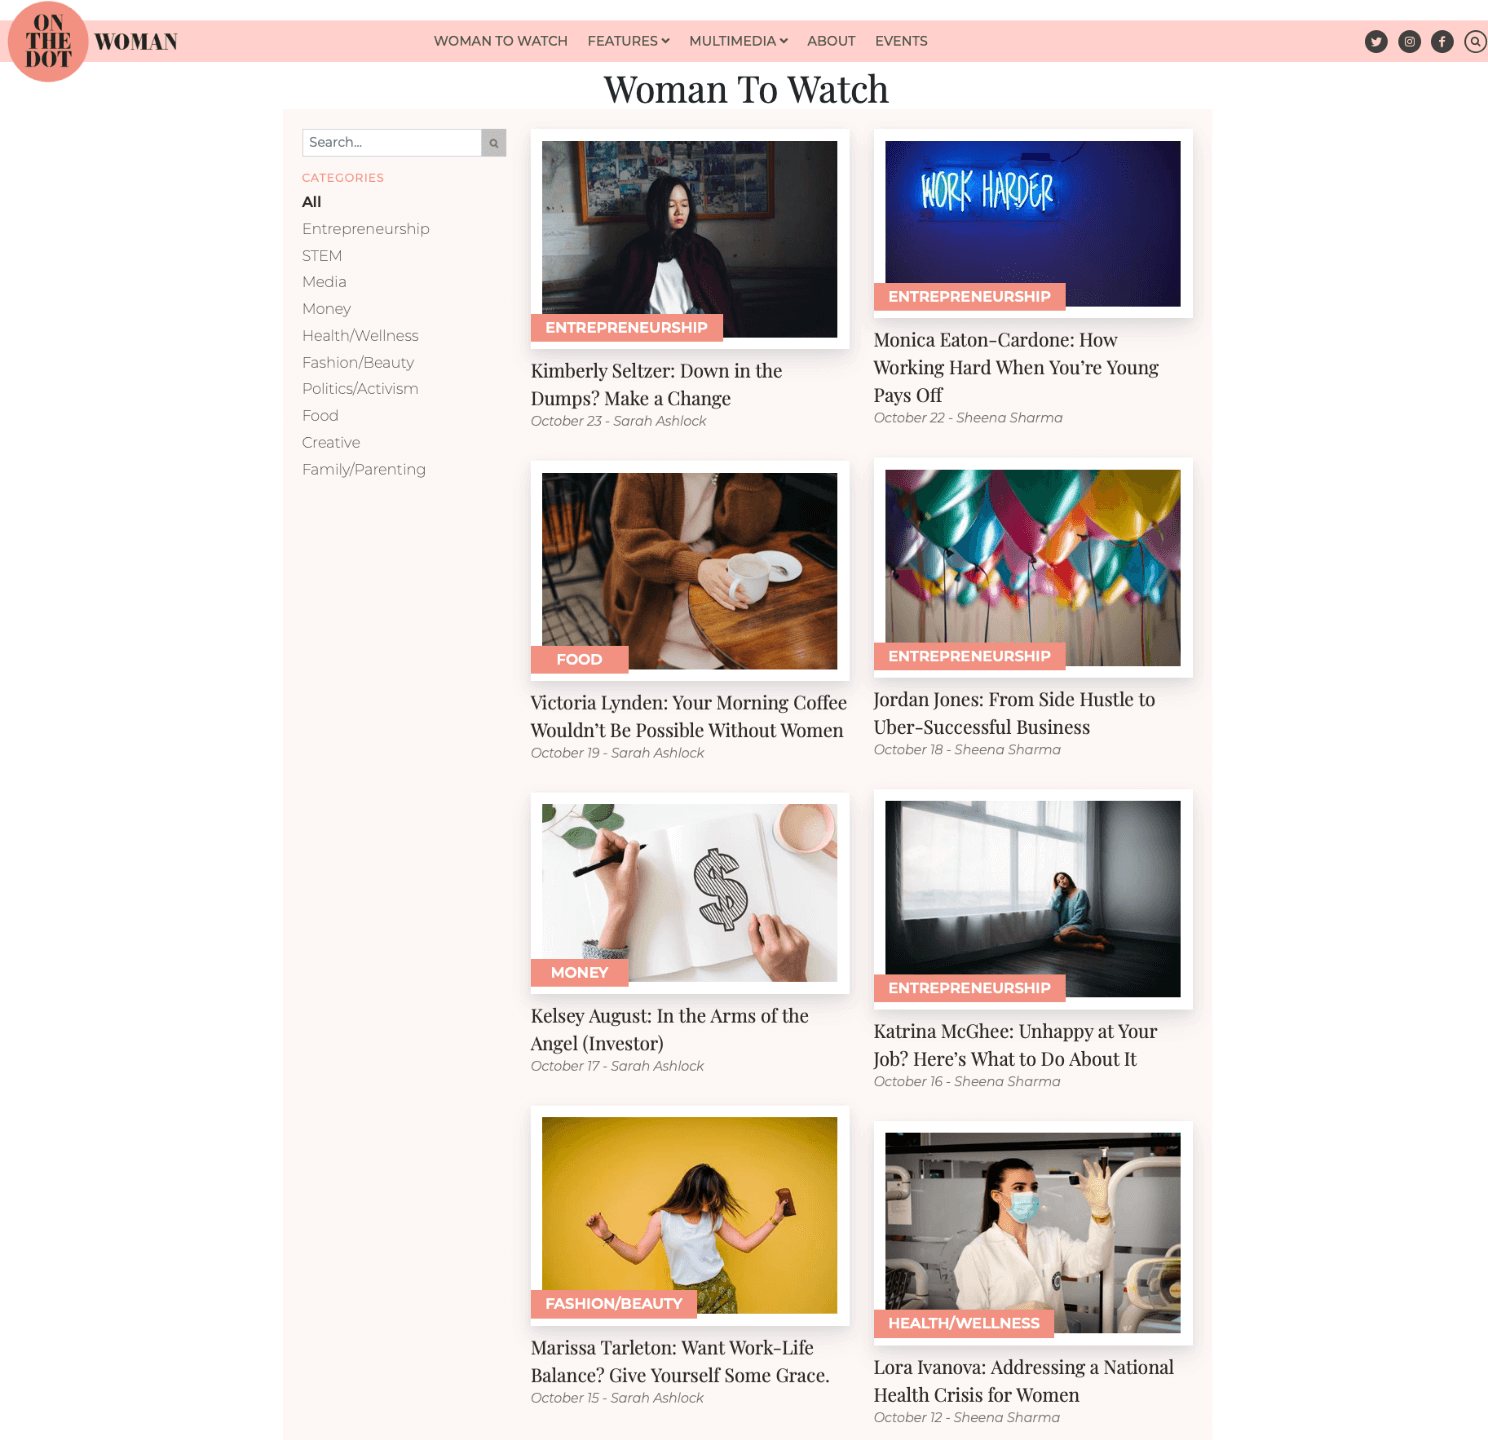 ON
THE
DOT
WOMAN
WOMAN TO WATCH FEATURES MULTIMEDIA ABOUT EVENTS
Woman To Watch
Search...
CATEGORIES
All
Entrepreneurship
STEM
Media
Money
Health/Wellness
Fashion/Beauty
Politics/Activism
Food
Creative
Family/Parenting
ENTREPRENEURSHIP
Kimberly Seltzer: Down in the
Dumps? Make a Change
October 23 - Sarah Ashlock
WORK HARDER
ENTREPRENEURSHIP
Monica Eaton-Cardone: How
Working Hard When You’re Young
Pays Off
October 22 - Sheena Sharma
FOOD
Victoria Lynden: Your Morning Coffee
Wouldn’t Be Possible Without Women
October 19 - Sarah Ashlock
ENTREPRENEURSHIP
Jordan Jones: From Side Hustle to
Uber-Successful Business
October 18 - Sheena Sharma
$
MONEY
Kelsey August: In the Arms of the
Angel (Investor)
October 17 - Sarah Ashlock
ENTREPRENEURSHIP
Katrina McGhee: Unhappy at Your
Job? Here’s What to Do About It
October 16 - Sheena Sharma
FASHION/BEAUTY
Marissa Tarleton: Want Work-Life
Balance? Give Yourself Some Grace.
October 15 - Sarah Ashlock
HEALTH/WELLNESS
Lora Ivanova: Addressing a National
Health Crisis for Women
October 12 - Sheena Sharma